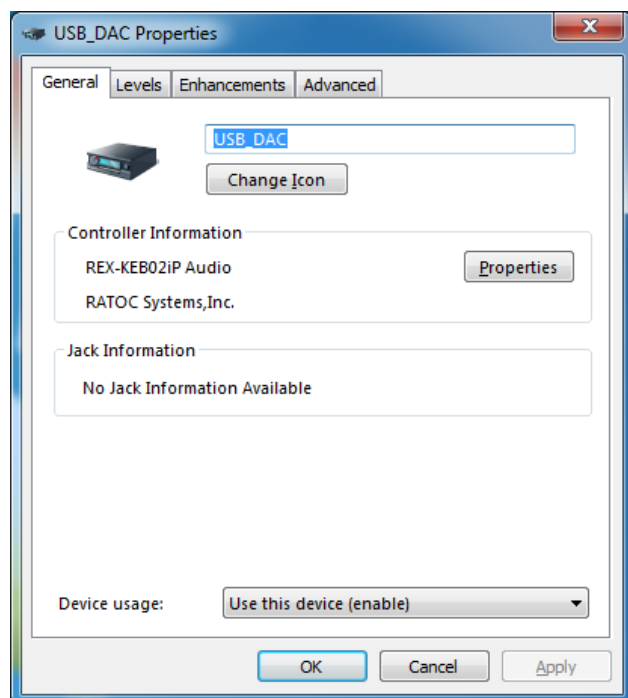 USB_DAC Properties
X
General Levels Enhancements Advanced
USB_DAC
Change Icon
Controller Information
REX-KEB02iP Audio
Properties
RATOC Systems,Inc.
Jack Information
No Jack Information Available
Device usage: Use this device (enable)
OK Cancel Apply